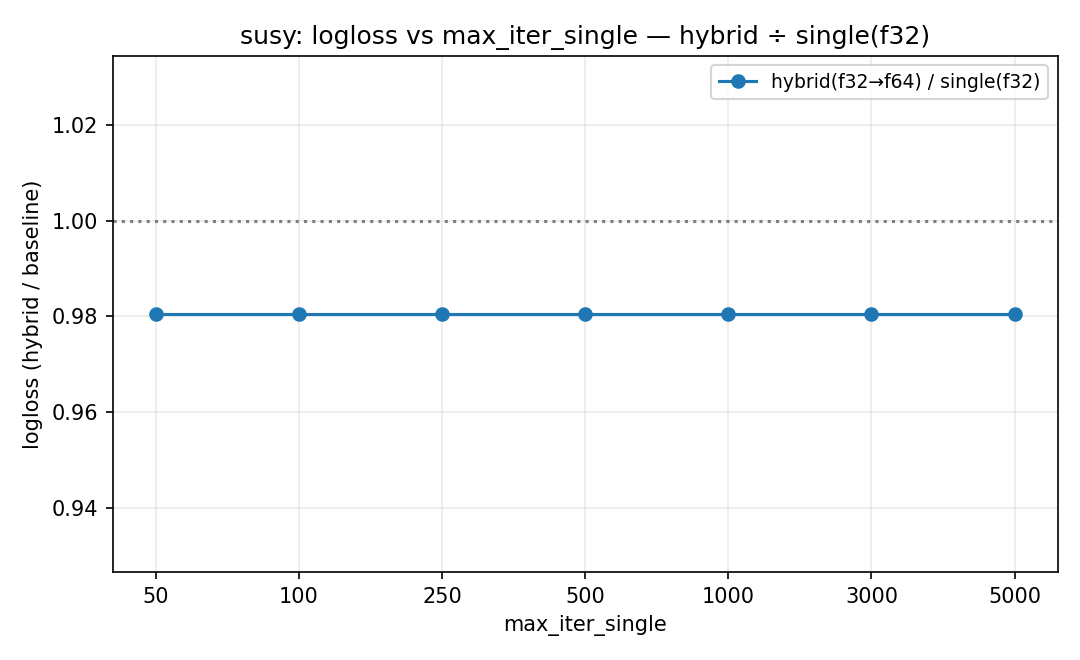 susy: logloss vs max_iter_single — hybrid ÷ single(f32)
hybrid(f32→f64) / single(f32)
logloss (hybrid / baseline)
1.02
1.00
0.98
0.96
0.94
50 100 250 500 1000 3000 5000
max_iter_single